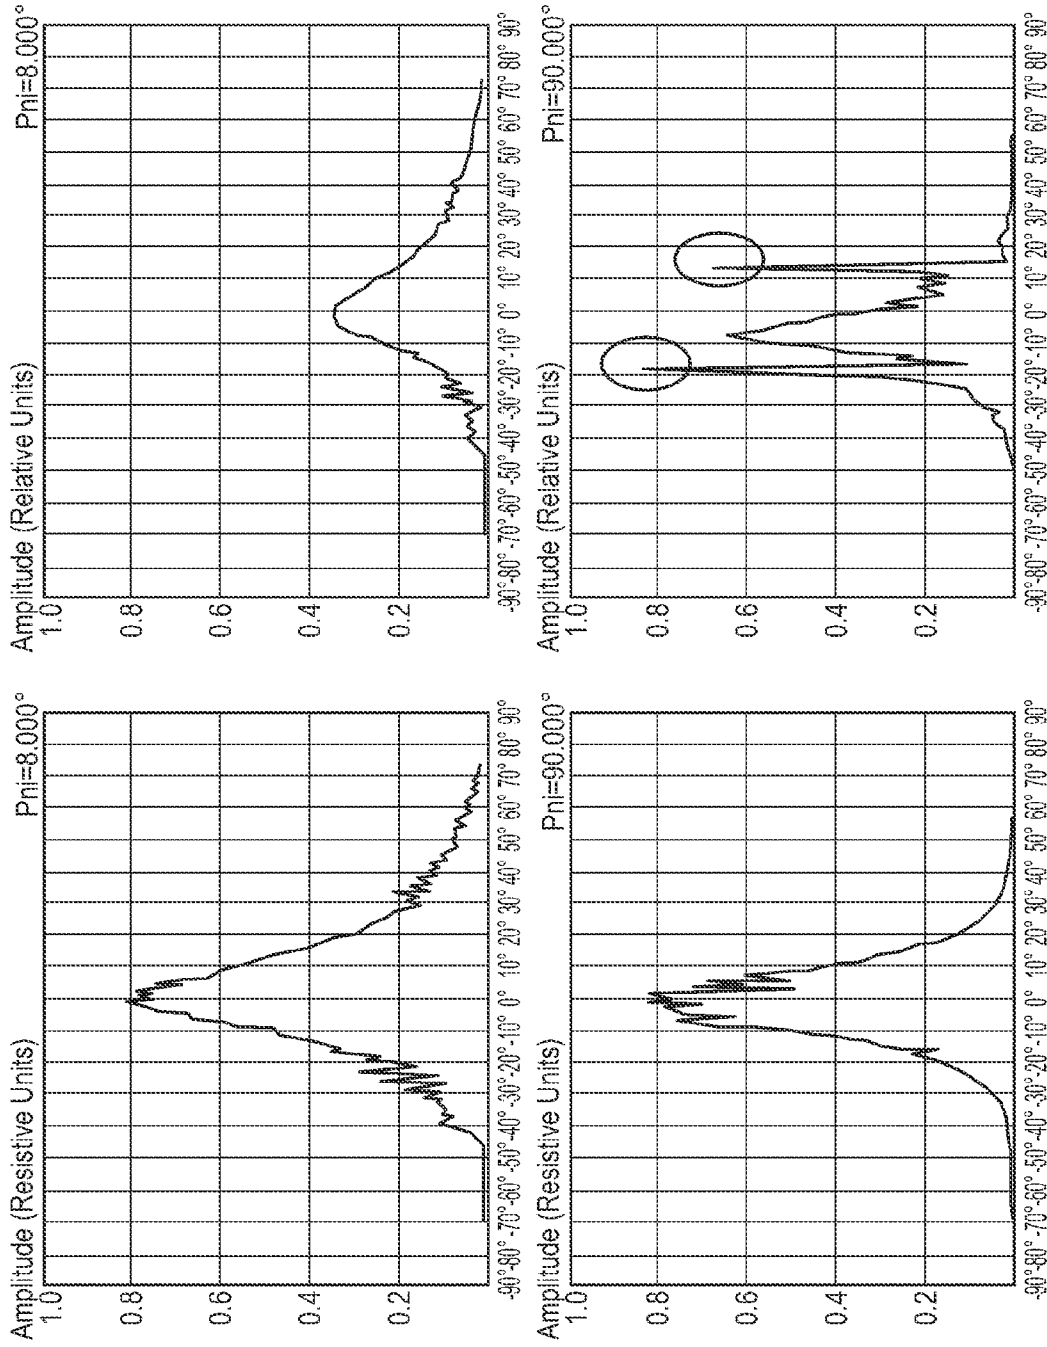 Amplitude (Resistive Units) Pni=8.000°
1.0
0.8
0.6
0.4
0.2
-90°-80° -70° -60° -50° -40° -30° -20° -10° 0° 10° 20° 30° 40° 50° 60° 70° 80° 90°
Amplitude (Relative Units) Pni=8.000°
1.0
0.8
0.6
0.4
0.2
-90°-80° -70° -60° -50° -40° -30° -20° -10° 0° 10° 20° 30° 40° 50° 60° 70° 80° 90°
Amplitude (Resistive Units) Pni=90.000°
1.0
0.8
0.6
0.4
0.2
-90°-80° -70° -60° -50° -40° -30° -20° -10° 0° 10° 20° 30° 40° 50° 60° 70° 80° 90°
Amplitude (Relative Units) Pni=90.000°
1.0
0.8
0.6
0.4
0.2
-90°-80° -70° -60° -50° -40° -30° -20° -10° 0° 10° 20° 30° 40° 50° 60° 70° 80° 90°